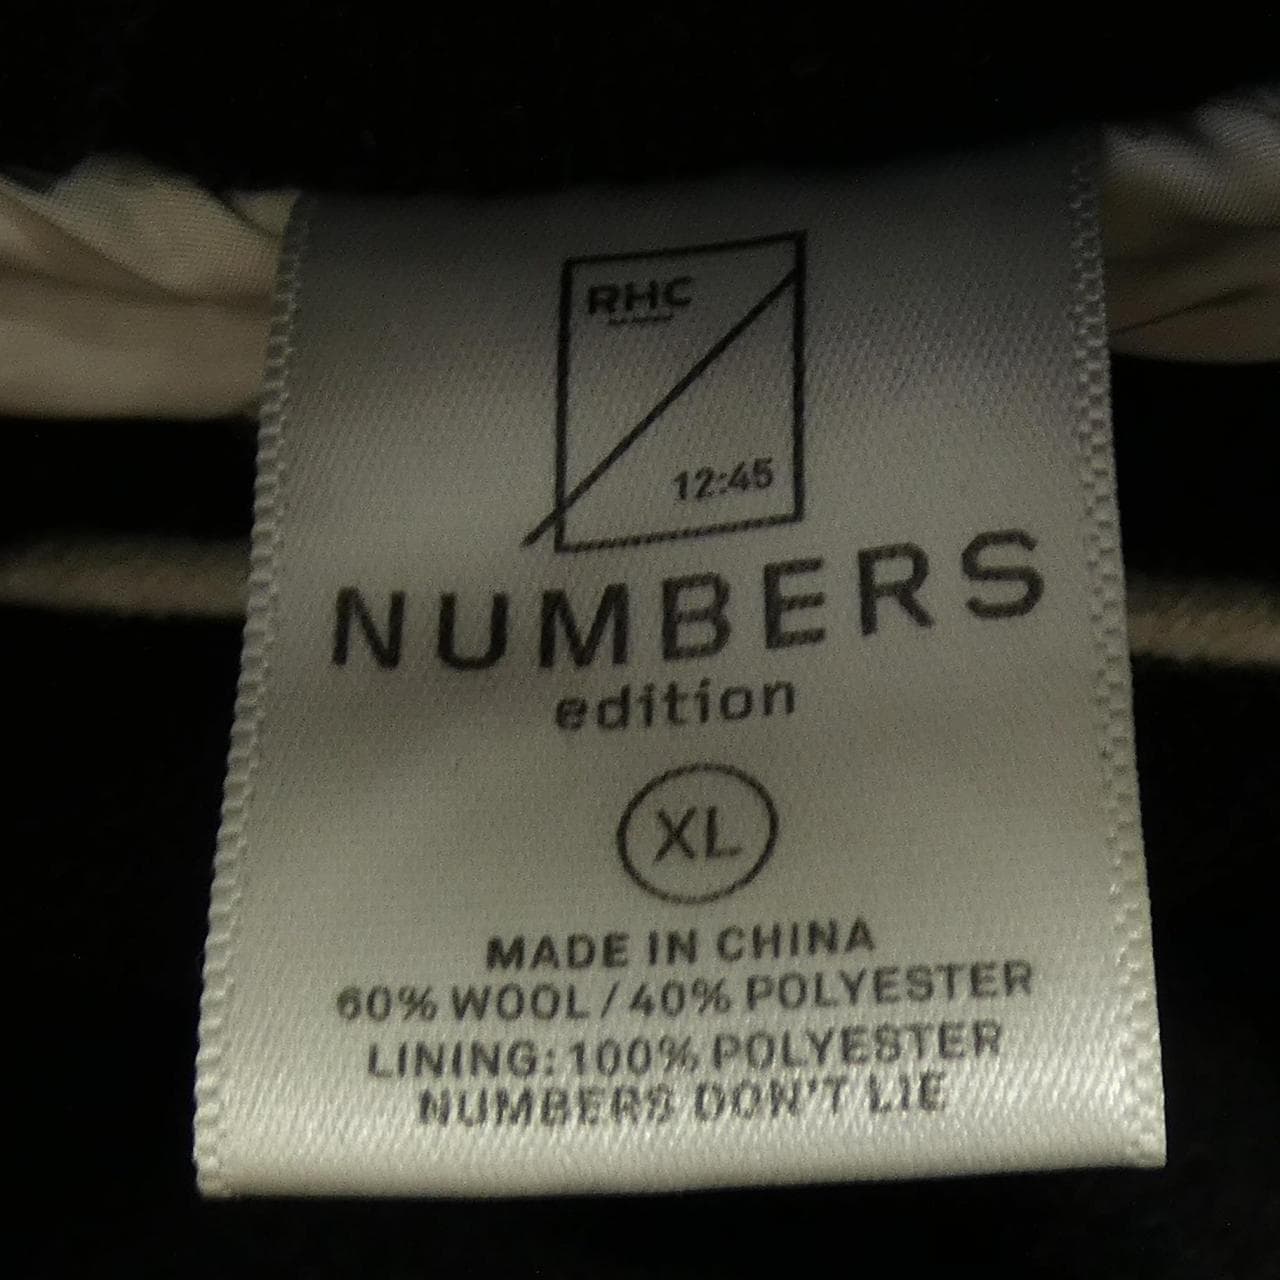 RHC
12:45
NUMBERS
edition
XL
MADE IN CHINA
60% WOOL / 40% POLYESTER
LINING: 100% POLYESTER
NUMBERS DON'T LIE